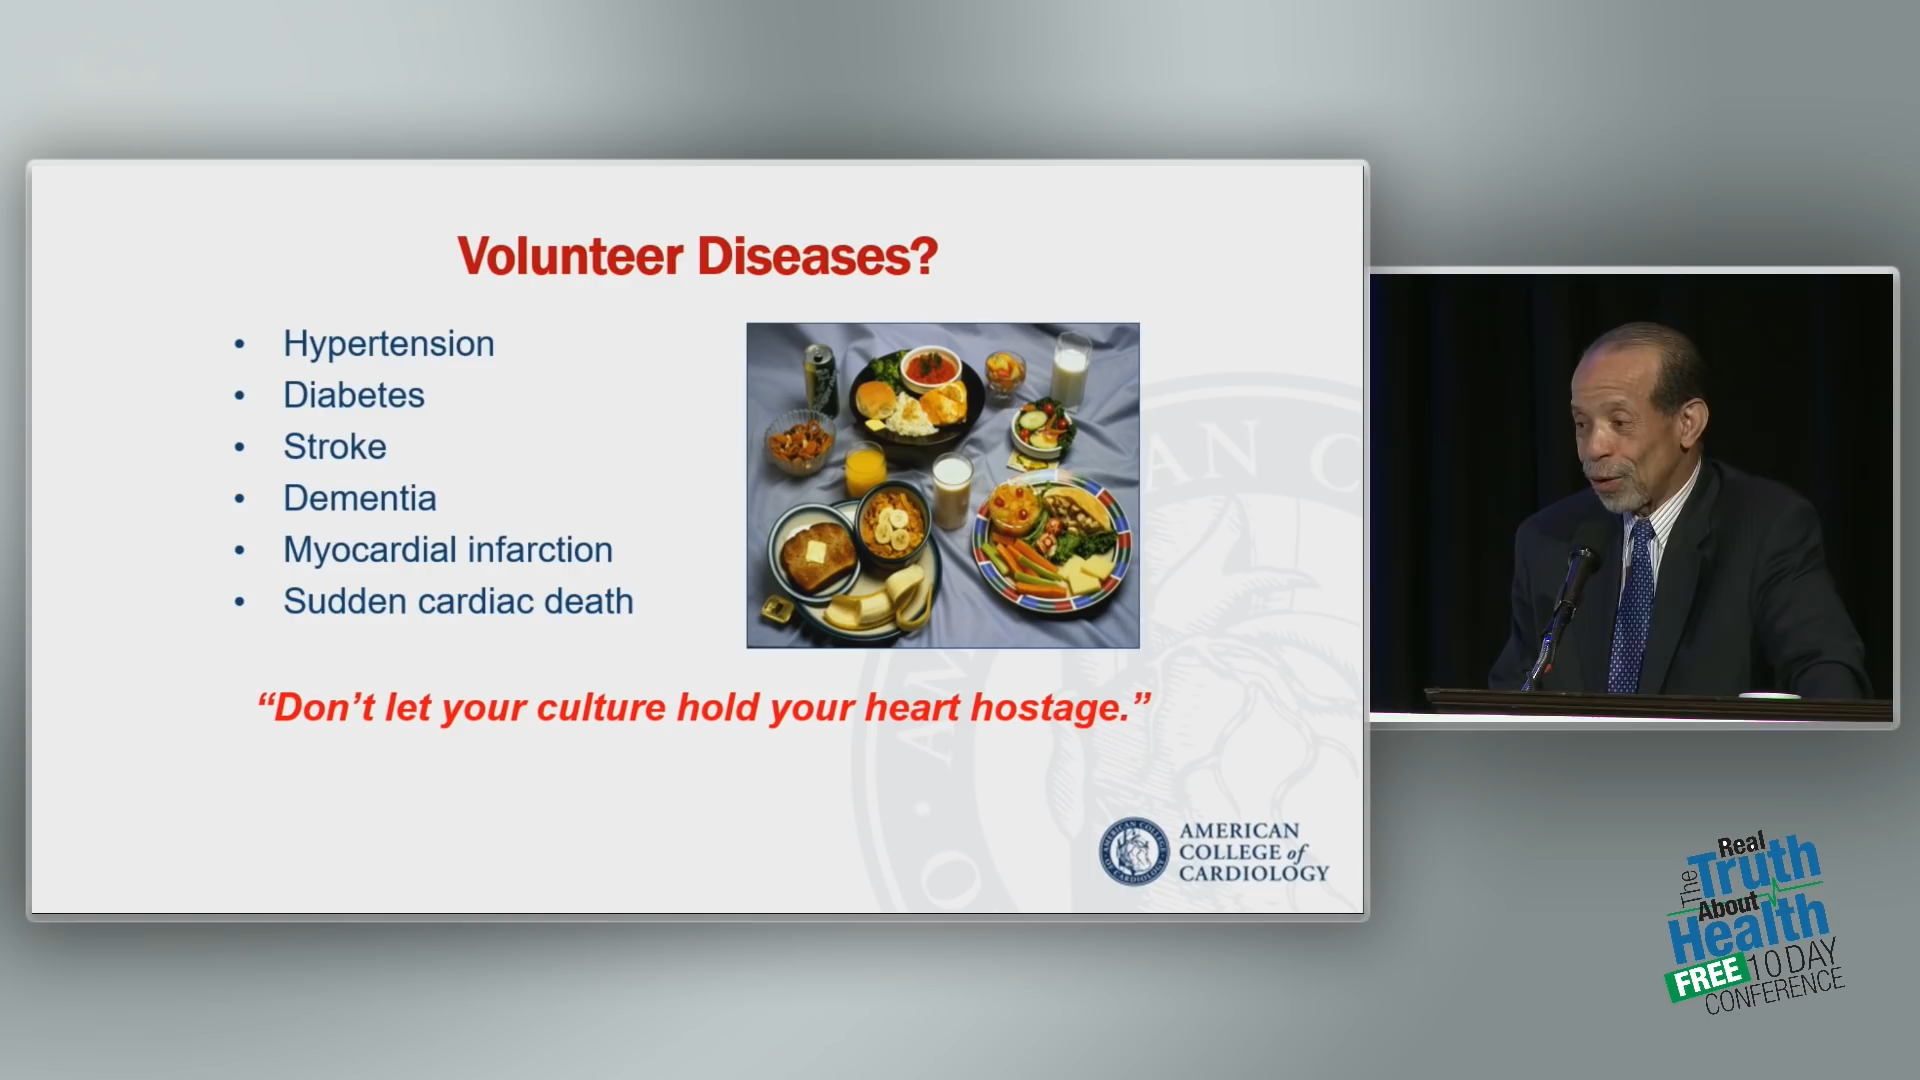 Volunteer Diseases?
• Hypertension
• Diabetes
• Stroke
• Dementia
• Myocardial infarction
• Sudden cardiac death
“Don’t let your culture hold your heart hostage.”
AMERICAN
COLLEGE of
CARDIOLOGY
The Real
Truth
About
Health
FREE 10 DAY
CONFERENCE